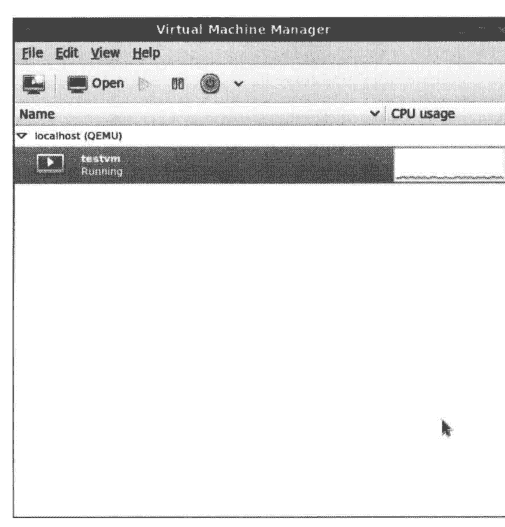 Virtual Machine Manager
File Edit View Help
Open
Name CPU usage
localhost (QEMU)
testvm
Running